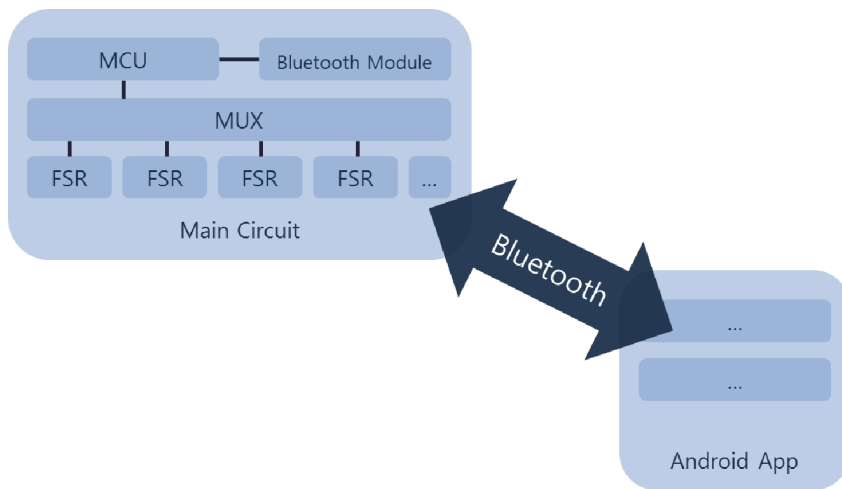 MCU
Bluetooth Module
MUX
FSR
FSR
FSR
FSR
...
Main Circuit
Bluetooth
...
...
Android App